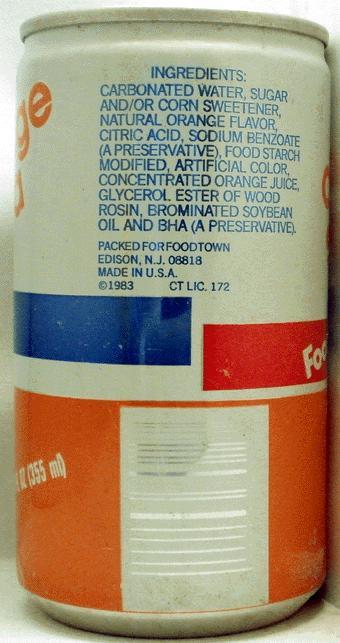 ge
INGREDIENTS:
CARBONATED WATER, SUGAR
AND/OR CORN SWEETENER,
NATURAL ORANGE FLAVOR,
CITRIC ACID, SODIUM BENZOATE
(A PRESERVATIVE), FOOD STARCH
MODIFIED, ARTIFICIAL COLOR,
CONCENTRATED ORANGE JUICE,
GLYCEROL ESTER OF WOOD
ROSIN, BROMINATED SOYBEAN
OIL AND BHA (A PRESERVATIVE).
PACKED FOR FOODTOWN
EDISON, N.J. 08818
MADE IN U.S.A.
©1983 CT LIC. 172
Foo
(355 ml)